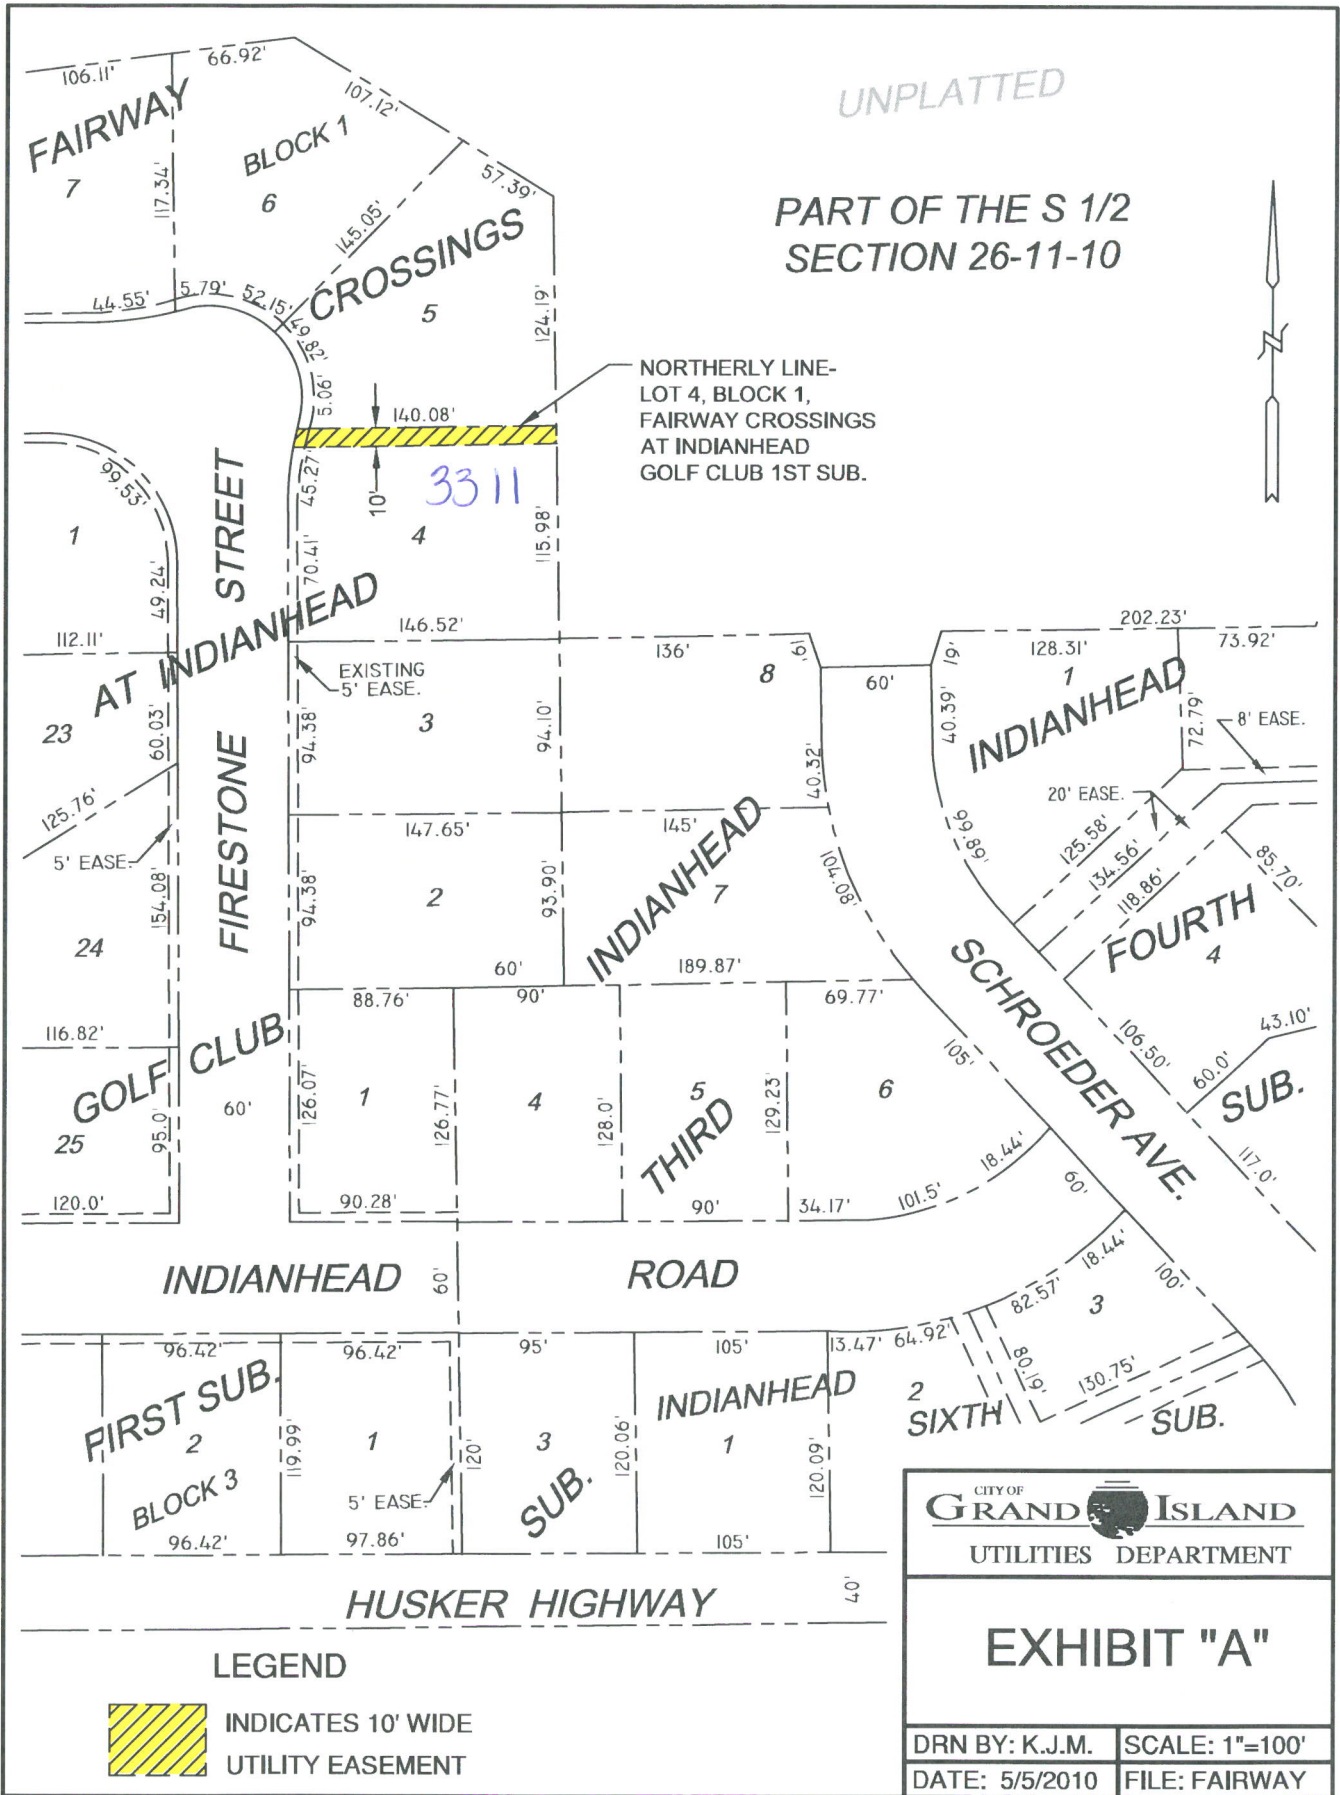 106.11'
66.92'
107.12'
UNPLATTED
FAIRWAY
7
117.34'
BLOCK 1
6
145.05'
57.39'
PART OF THE S 1/2
SECTION 26-11-10
CROSSINGS
5
124.19'
44.55'
5.79'
52.15'
49.82'
5.06'
140.08'
NORTHERLY LINE-
LOT 4, BLOCK 1,
FAIRWAY CROSSINGS
AT INDIANHEAD
GOLF CLUB 1ST SUB.
99.53'
1
45.27'
10'
3311
4
115.98'
STREET
49.24'
70.41'
112.11'
AT INDIANHEAD
146.52'
EXISTING
5' EASE.
136'
8
19'
60'
19'
202.23'
128.31'
73.92'
1
INDIANHEAD
72.79'
8' EASE.
23
60.03'
94.38'
3
94.10'
40.32'
40.39'
20' EASE.
125.76'
5' EASE.
FIRESTONE
147.65'
145'
INDIANHEAD
99.89'
125.58'
134.56'
118.86'
85.70'
24
154.08'
94.38'
2
93.90'
7
104.08'
FOURTH
4
60'
189.87'
SCHROEDER AVE.
88.76'
90'
69.77'
116.82'
GOLF CLUB
105'
106.50'
60.0'
43.10'
SUB.
60'
126.07'
1
126.77'
4
128.0'
5
129.23'
6
THIRD
25
95.0'
117.0'
120.0'
90.28'
90'
34.17'
101.5'
18.44'
60'
INDIANHEAD
60'
ROAD
18.44'
100'
82.57'
3
96.42'
96.42'
95'
105'
13.47'
64.92'
80.19'
130.75'
FIRST SUB.
2
BLOCK 3
119.99'
1
5' EASE.
120'
3
SUB.
120.06'
INDIANHEAD
1
120.09'
2
SIXTH
SUB.
96.42'
97.86'
105'
HUSKER HIGHWAY
40'
LEGEND
INDICATES 10' WIDE
UTILITY EASEMENT
CITY OF
GRAND ISLAND
UTILITIES DEPARTMENT
EXHIBIT "A"
DRN BY: K.J.M.
SCALE: 1"=100'
DATE: 5/5/2010
FILE: FAIRWAY